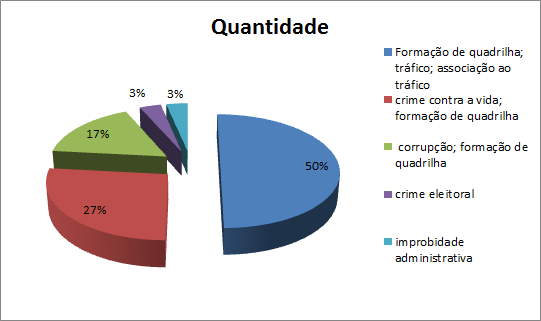 Quantidade
Formação de quadrilha;
tráfico; associação ao
tráfico
crime contra a vida;
formação de quadrilha
corrupção; formação de
quadrilha
crime eleitoral
improbidade
administrativa
3%
3%
17%
50%
27%